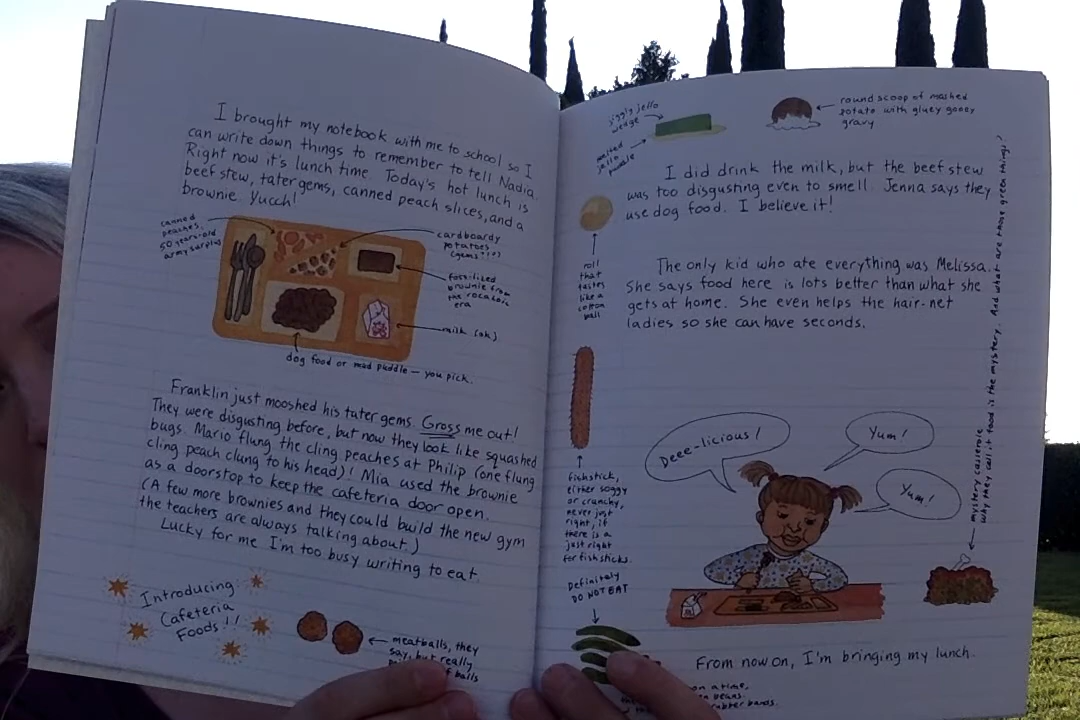 I brought my notebook with me to school so I
can write down things to remember to tell Nadia.
Right now it's lunch time. Today's hot lunch is
beef stew, tater gems, canned peach slices, and a
brownie. Yucch!
canned
peaches,
50 years-old
army surplus
cardboardy
potatoes
(gems?!?)
fossilized
brownie from
the
era
milk (ok)
dog food or mud puddle — you pick.
Franklin just mooshed his tater gems. Gross me out!
They were disgusting before, but now they look like squashed
bugs. Mario flung the cling peaches at Philip (one flung
cling peach clung to his head)! Mia used the brownie
as a doorstop to keep the cafeteria door open.
(A few more brownies and they could build the new gym
the teachers are always talking about.)
Lucky for me I'm too busy writing to eat.
Introducing
Cafeteria
Foods!!
meatballs, they
say, but really
balls
jiggly jello
wedge
melted
jello
puddle
round scoop of mashed
potato with gluey gooey
gravy
I did drink the milk, but the beef stew
was too disgusting even to smell. Jenna says they
use dog food. I believe it!
roll
that
tastes
like a
cotton
ball
The only kid who ate everything was Melissa.
She says food here is lots better than what she
gets at home. She even helps the hair-net
ladies so she can have seconds.
fishstick,
either soggy
or crunchy,
never just
right, if
there is a
just right
for fishsticks.
Deee-licious!
Yum!
Yum!
mystery casserole
why they call it food is the mystery. And what are those green things?
Definitely
DO NOT EAT
on a time,
beans.
rubber bands.
From now on, I'm bringing my lunch.